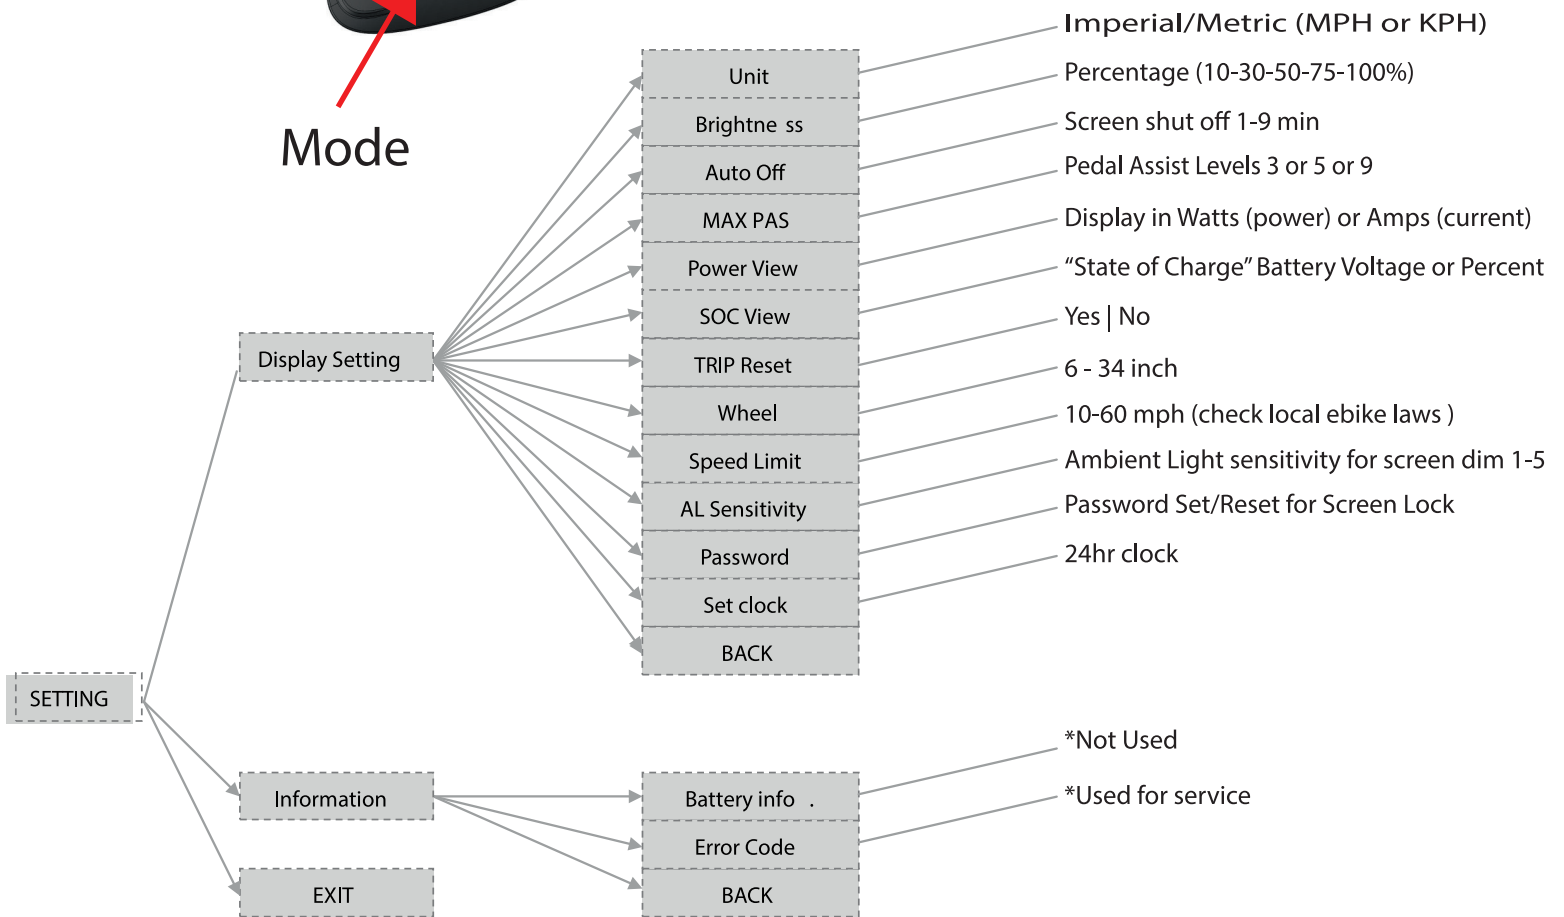 Mode
Imperial/Metric (MPH or KPH)
Unit
Percentage (10-30-50-75-100%)
Brightne ss
Screen shut off 1-9 min
Auto Off
Pedal Assist Levels 3 or 5 or 9
MAX PAS
Display in Watts (power) or Amps (current)
Power View
“State of Charge” Battery Voltage or Percent
SOC View
Yes | No
Display Setting
TRIP Reset
6 - 34 inch
Wheel
10-60 mph (check local ebike laws )
Speed Limit
Ambient Light sensitivity for screen dim 1-5
AL Sensitivity
Password Set/Reset for Screen Lock
Password
24hr clock
Set clock
BACK
SETTING
*Not Used
Information
Battery info .
*Used for service
Error Code
EXIT
BACK